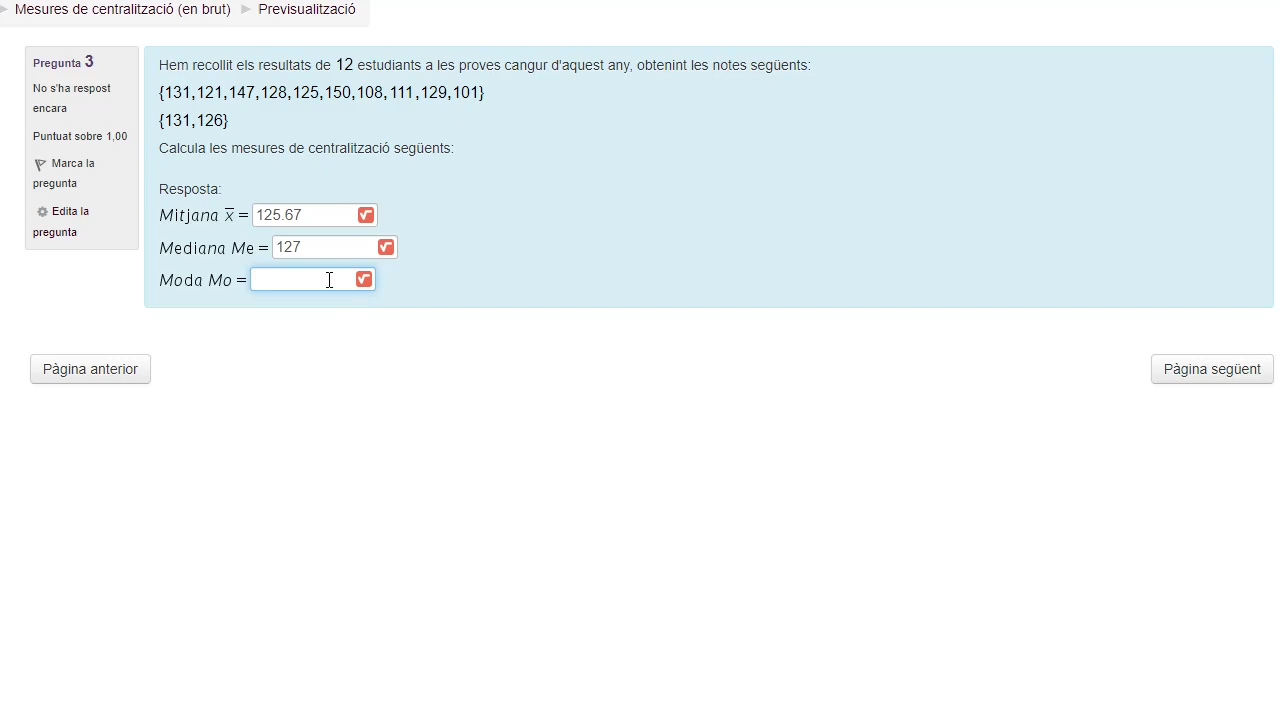 Mesures de centralització (en brut) Previsualització
Pregunta 3
No s'ha respost
encara
Puntuat sobre 1,00
Marca la
pregunta
Edita la
pregunta
Hem recollit els resultats de 12 estudiants a les proves cangur d'aquest any, obtenint les notes següents:
{131,121,147,128,125,150,108,111,129,101}
{131,126}
Calcula les mesures de centralització següents:
Resposta:
Mitjana x̅ = 125.67
Mediana Me = 127
Moda Mo =
Pàgina anterior
Pàgina següent